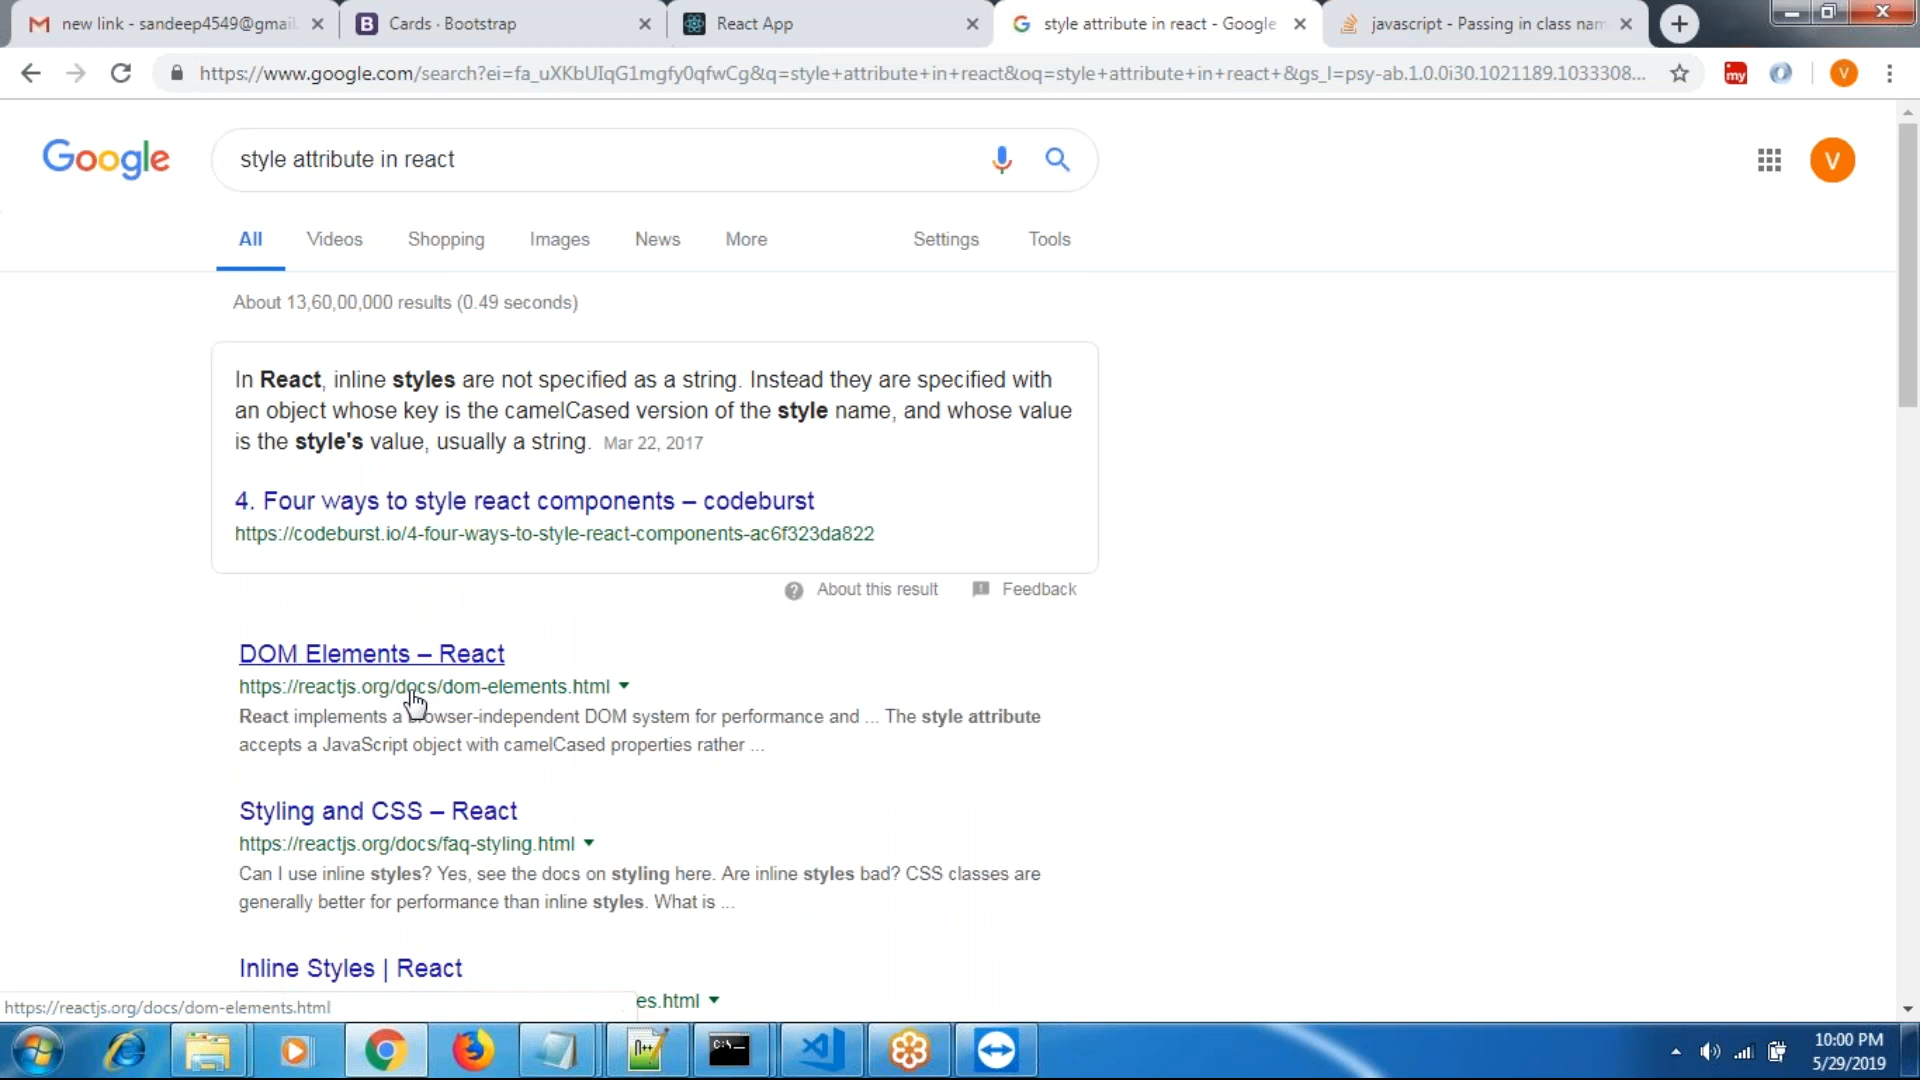 new link - sandeep4549@gmail.
Cards · Bootstrap
React App
style attribute in react - Google
javascript - Passing in class nam
https://www.google.com/search?ei=fa_uXKbUIqG1mgfy0qfwCg&q=style+attribute+in+react&oq=style+attribute+in+react+&gs_l=psy-ab.1.0.0i30.1021189.1033308...
my
V
Google
style attribute in react
V
All
Videos
Shopping
Images
News
More
Settings
Tools
About 13,60,00,000 results (0.49 seconds)
In React, inline styles are not specified as a string. Instead they are specified with
an object whose key is the camelCased version of the style name, and whose value
is the style's value, usually a string. Mar 22, 2017
4. Four ways to style react components – codeburst
https://codeburst.io/4-four-ways-to-style-react-components-ac6f323da822
About this result
Feedback
DOM Elements – React
https://reactjs.org/docs/dom-elements.html
React implements a browser-independent DOM system for performance and ... The style attribute
accepts a JavaScript object with camelCased properties rather ...
Styling and CSS – React
https://reactjs.org/docs/faq-styling.html
Can I use inline styles? Yes, see the docs on styling here. Are inline styles bad? CSS classes are
generally better for performance than inline styles. What is ...
Inline Styles | React
es.html
https://reactjs.org/docs/dom-elements.html
10:00 PM
5/29/2019